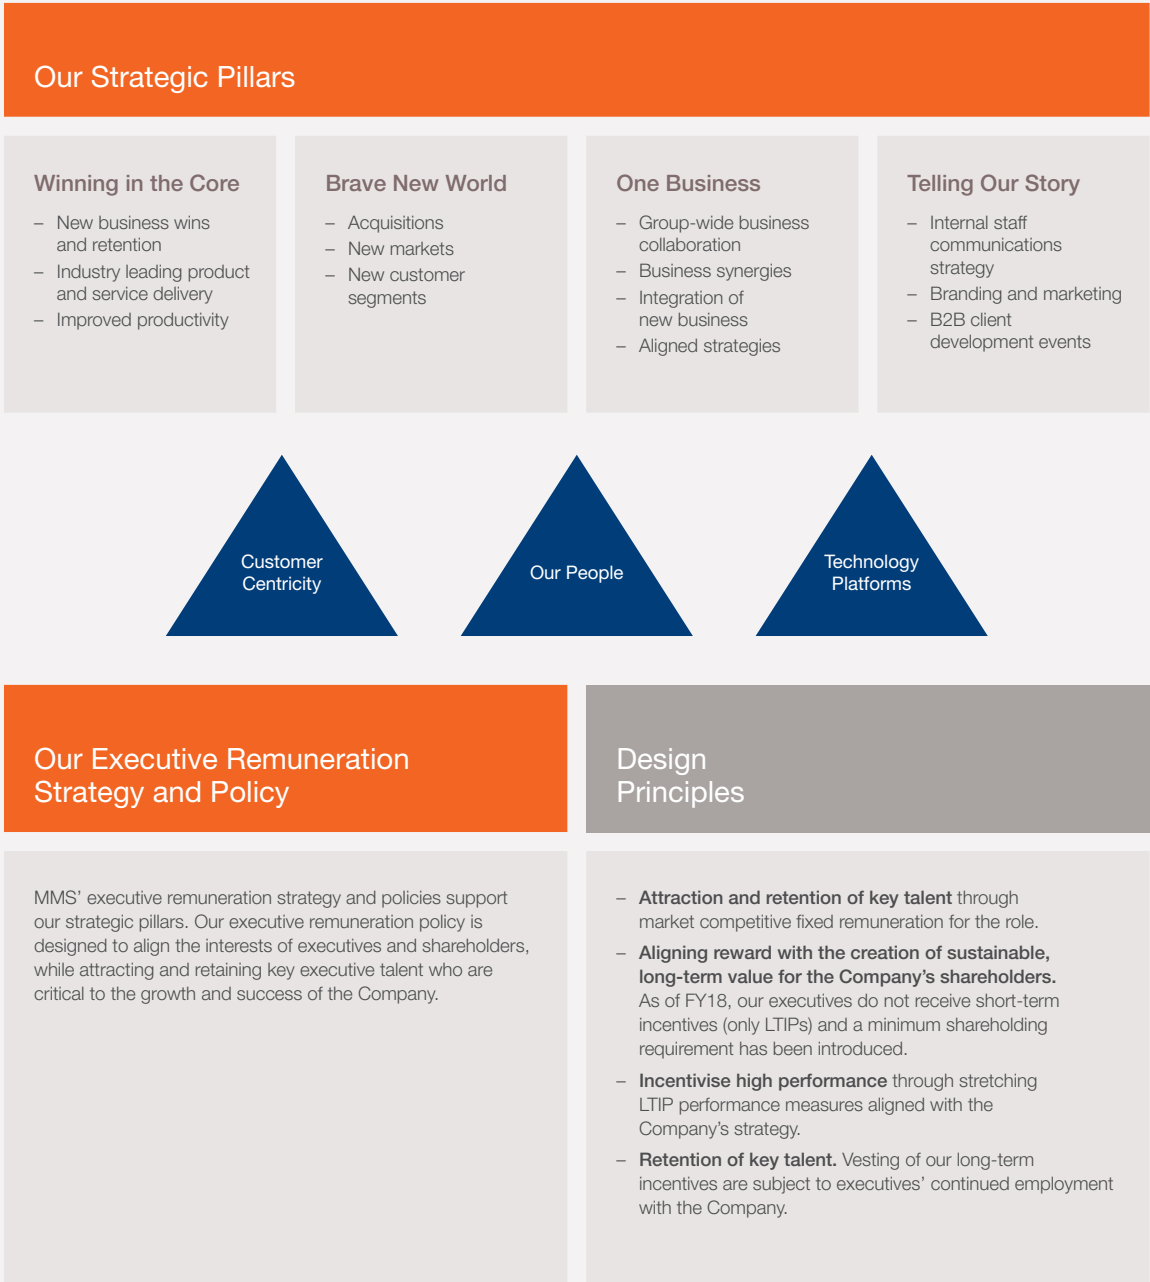 Our Strategic Pillars
Winning in the Core
– New business wins
and retention
– Industry leading product
and service delivery
– Improved productivity
Brave New World
– Acquisitions
– New markets
– New customer
segments
One Business
– Group-wide business
collaboration
– Business synergies
– Integration of
new business
– Aligned strategies
Telling Our Story
– Internal staff
communications
strategy
– Branding and marketing
– B2B client
development events
Customer
Centricity
Our People
Technology
Platforms
Our Executive Remuneration
Strategy and Policy
MMS’ executive remuneration strategy and policies support
our strategic pillars. Our executive remuneration policy is
designed to align the interests of executives and shareholders,
while attracting and retaining key executive talent who are
critical to the growth and success of the Company.
Design
Principles
– Attraction and retention of key talent through
market competitive fixed remuneration for the role.
– Aligning reward with the creation of sustainable,
long-term value for the Company’s shareholders.
As of FY18, our executives do not receive short-term
incentives (only LTIPs) and a minimum shareholding
requirement has been introduced.
– Incentivise high performance through stretching
LTIP performance measures aligned with the
Company’s strategy.
– Retention of key talent. Vesting of our long-term
incentives are subject to executives’ continued employment
with the Company.